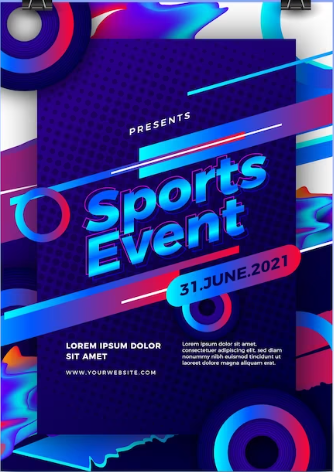 PRESENTS
Sports
Event
31.JUNE.2021
LOREM IPSUM DOLOR
SIT AMET
WWW.YOURWEBSITE.COM
Lorem ipsum dolor sit amet,
consectetuer adipiscing elit, sed diam
nonummy nibh euismod tincidunt ut
laoreet dolore magna aliquam erat
volutpat.